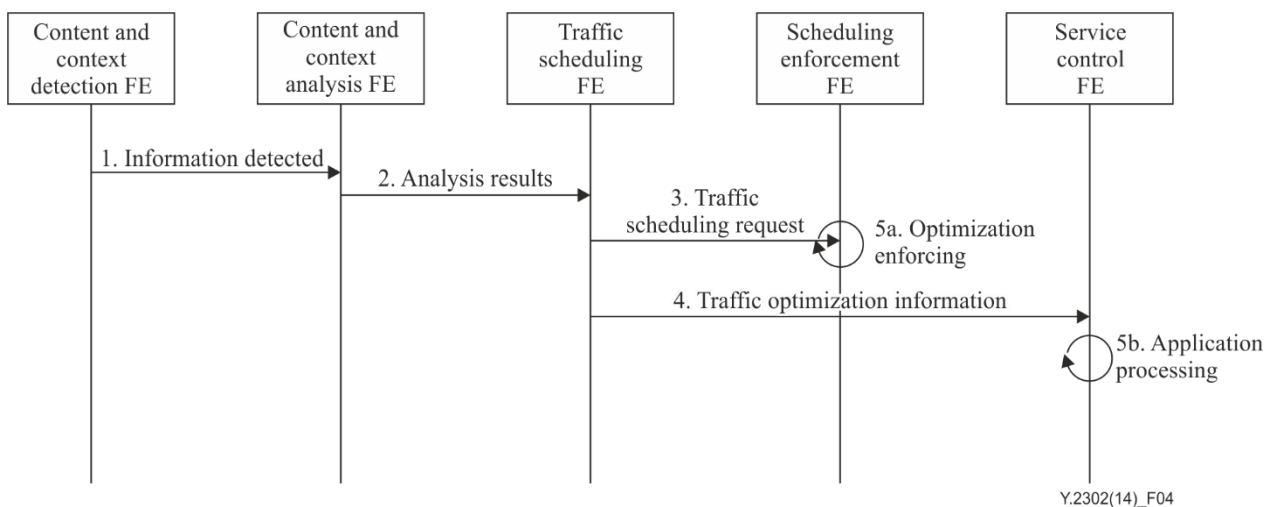 Content and
context
detection FE
Content and
context
analysis FE
Traffic
scheduling
FE
Scheduling
enforcement
FE
Service
control
FE
1. Information detected
2. Analysis results
3. Traffic
scheduling request
5a. Optimization
enforcing
4. Traffic optimization information
5b. Application
processing
Y.2302(14)_F04